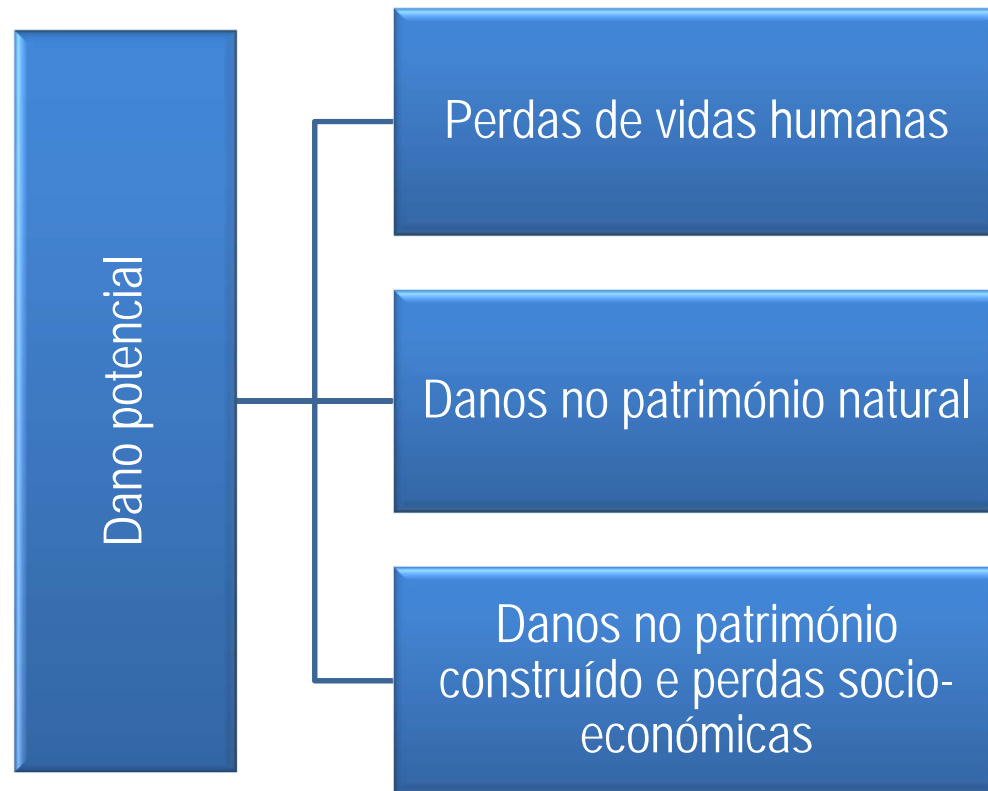 Dano potencial
Perdas de vidas humanas
Danos no património natural
Danos no património
construído e perdas socio-
económicas